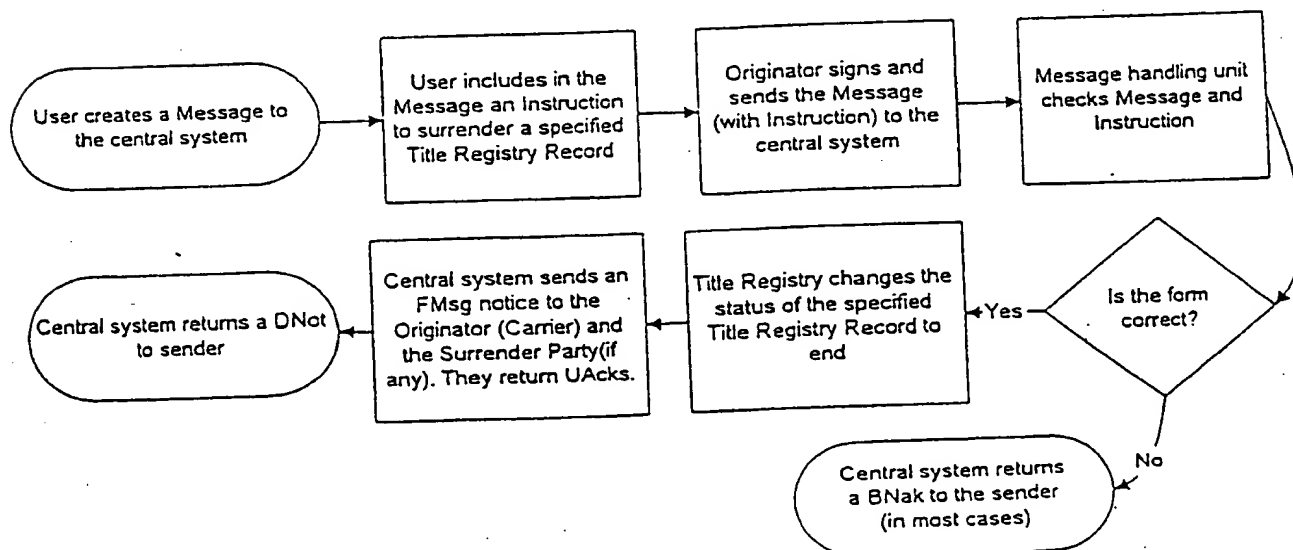 User creates a Message to
the central system
User includes in the
Message an Instruction
to surrender a specified
Title Registry Record
Originator signs and
sends the Message
(with Instruction) to the
central system
Message handling unit
checks Message and
Instruction
Is the form
correct?
Yes
Title Registry changes the
status of the specified
Title Registry Record to
end
Central system sends an
FMsg notice to the
Originator (Carrier) and
the Surrender Party(if
any). They return UAcks.
Central system returns a DNot
to sender
No
Central system returns
a BNak to the sender
(in most cases)